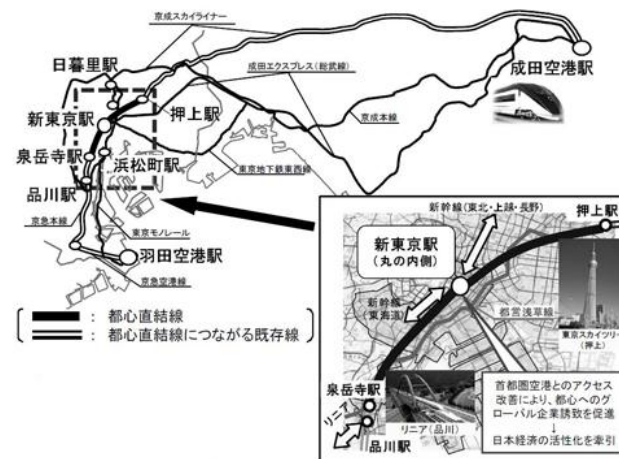 京成スカイライナー
日暮里駅
成田エクスプレス(総武線)
成田空港駅
新東京駅
押上駅
京成本線
泉岳寺駅
浜松町駅
東京地下鉄東西線
品川駅
京急本線
東京モノレール
羽田空港駅
京急空港線
: 都心直結線
: 都心直結線につながる既存線
新幹線(東北・上越・長野)
押上駅
新東京駅
(丸の内側)
新幹線
(東海道)
都営浅草線
東京スカイツリー
(押上)
泉岳寺駅
リニア
リニア(品川)
品川駅
首都圏空港とのアクセス
改善により、都心へのグ
ローバル企業誘致を促進
↓
日本経済の活性化を牽引